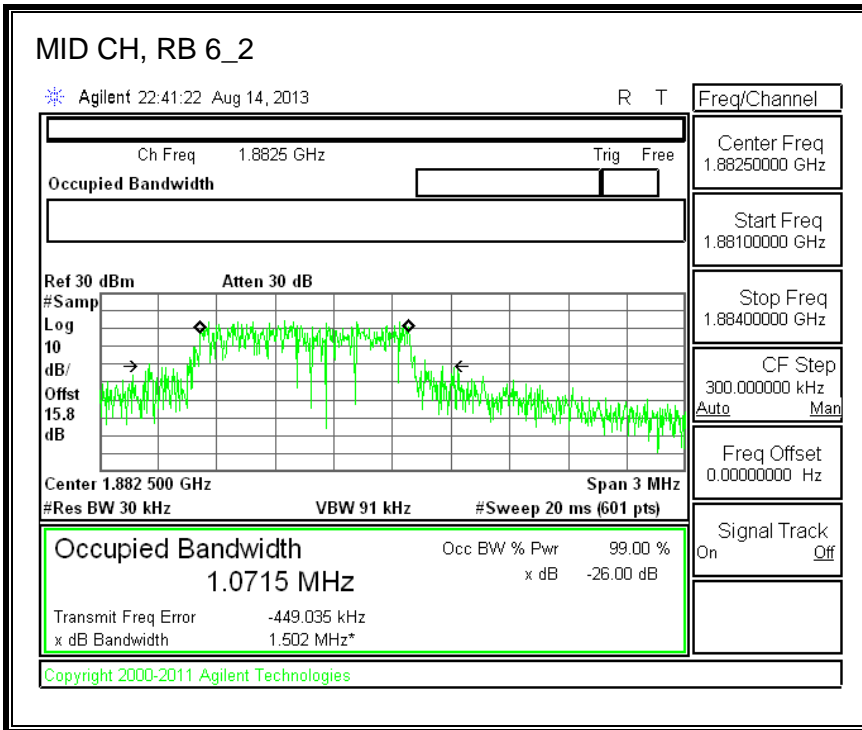 MID CH, RB 6_2
Agilent 22:41:22 Aug 14, 2013 R T
Freq/Channel
Ch Freq 1.8825 GHz Trig Free
Occupied Bandwidth
Center Freq
1.88250000 GHz
Start Freq
1.88100000 GHz
Stop Freq
1.88400000 GHz
CF Step
300.000000 kHz
Auto Man
Freq Offset
0.00000000 Hz
Signal Track
On Off
Ref 30 dBm Atten 30 dB
#Samp
Log
10
dB/
Offst
15.8
dB
Center 1.882 500 GHz Span 3 MHz
#Res BW 30 kHz VBW 91 kHz #Sweep 20 ms (601 pts)
Occupied Bandwidth Occ BW % Pwr 99.00 %
1.0715 MHz x dB -26.00 dB
Transmit Freq Error -449.035 kHz
x dB Bandwidth 1.502 MHz*
Copyright 2000-2011 Agilent Technologies